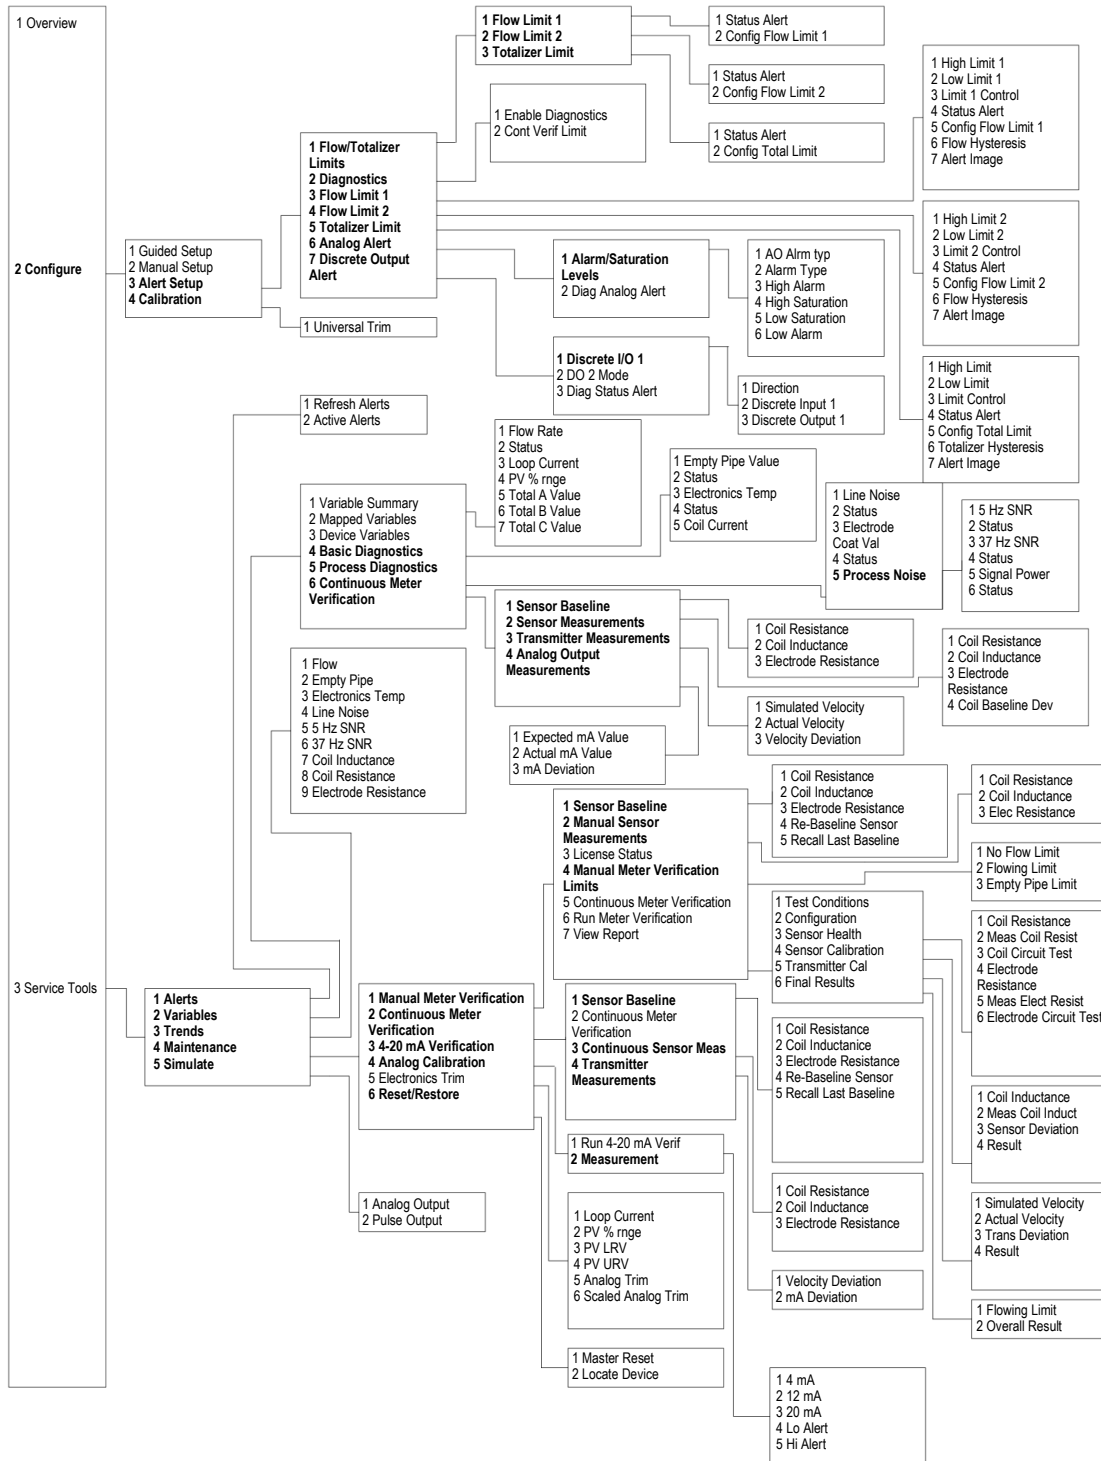 1 Overview
2 Configure
3 Service Tools
1 Guided Setup
2 Manual Setup
3 Alert Setup
4 Calibration
1 Flow/Totalizer
Limits
2 Diagnostics
3 Flow Limit 1
4 Flow Limit 2
5 Totalizer Limit
6 Analog Alert
7 Discrete Output
Alert
1 Universal Trim
1 Flow Limit 1
2 Flow Limit 2
3 Totalizer Limit
1 Status Alert
2 Config Flow Limit 1
1 Status Alert
2 Config Flow Limit 2
1 Status Alert
2 Config Total Limit
1 Enable Diagnostics
2 Cont Verif Limit
1 High Limit 1
2 Low Limit 1
3 Limit 1 Control
4 Status Alert
5 Config Flow Limit 1
6 Flow Hysteresis
7 Alert Image
1 High Limit 2
2 Low Limit 2
3 Limit 2 Control
4 Status Alert
5 Config Flow Limit 2
6 Flow Hysteresis
7 Alert Image
1 High Limit
2 Low Limit
3 Limit Control
4 Status Alert
5 Config Total Limit
6 Totalizer Hysteresis
7 Alert Image
1 Alarm/Saturation
Levels
2 Diag Analog Alert
1 AO Alrm typ
2 Alarm Type
3 High Alarm
4 High Saturation
5 Low Saturation
6 Low Alarm
1 Discrete I/O 1
2 DO 2 Mode
3 Diag Status Alert
1 Direction
2 Discrete Input 1
3 Discrete Output 1
1 Refresh Alerts
2 Active Alerts
1 Variable Summary
2 Mapped Variables
3 Device Variables
4 Basic Diagnostics
5 Process Diagnostics
6 Continuous Meter
Verification
1 Flow Rate
2 Status
3 Loop Current
4 PV % rnge
5 Total A Value
6 Total B Value
7 Total C Value
1 Empty Pipe Value
2 Status
3 Electronics Temp
4 Status
5 Coil Current
1 Line Noise
2 Status
3 Electrode
Coat Val
4 Status
5 Process Noise
1 5 Hz SNR
2 Status
3 37 Hz SNR
4 Status
5 Signal Power
6 Status
1 Sensor Baseline
2 Sensor Measurements
3 Transmitter Measurements
4 Analog Output
Measurements
1 Coil Resistance
2 Coil Inductance
3 Electrode Resistance
1 Coil Resistance
2 Coil Inductance
3 Electrode
Resistance
4 Coil Baseline Dev
1 Simulated Velocity
2 Actual Velocity
3 Velocity Deviation
1 Expected mA Value
2 Actual mA Value
3 mA Deviation
1 Flow
2 Empty Pipe
3 Electronics Temp
4 Line Noise
5 5 Hz SNR
6 37 Hz SNR
7 Coil Inductance
8 Coil Resistance
9 Electrode Resistance
1 Alerts
2 Variables
3 Trends
4 Maintenance
5 Simulate
1 Manual Meter Verification
2 Continuous Meter
Verification
3 4-20 mA Verification
4 Analog Calibration
5 Electronics Trim
6 Reset/Restore
1 Analog Output
2 Pulse Output
1 Sensor Baseline
2 Manual Sensor
Measurements
3 License Status
4 Manual Meter Verification
Limits
5 Continuous Meter Verification
6 Run Meter Verification
7 View Report
1 Coil Resistance
2 Coil Inductance
3 Electrode Resistance
4 Re-Baseline Sensor
5 Recall Last Baseline
1 Coil Resistance
2 Coil Inductance
3 Elec Resistance
1 No Flow Limit
2 Flowing Limit
3 Empty Pipe Limit
1 Test Conditions
2 Configuration
3 Sensor Health
4 Sensor Calibration
5 Transmitter Cal
6 Final Results
1 Coil Resistance
2 Meas Coil Resist
3 Coil Circuit Test
4 Electrode
Resistance
5 Meas Elect Resist
6 Electrode Circuit Test
1 Coil Inductance
2 Meas Coil Induct
3 Sensor Deviation
4 Result
1 Simulated Velocity
2 Actual Velocity
3 Trans Deviation
4 Result
1 Flowing Limit
2 Overall Result
1 Sensor Baseline
2 Continuous Meter
Verification
3 Continuous Sensor Meas
4 Transmitter
Measurements
1 Coil Resistance
2 Coil Inductanice
3 Electrode Resistance
4 Re-Baseline Sensor
5 Recall Last Baseline
1 Coil Resistance
2 Coil Inductance
3 Electrode Resistance
1 Velocity Deviation
2 mA Deviation
1 Run 4-20 mA Verif
2 Measurement
1 Loop Current
2 PV % rnge
3 PV LRV
4 PV URV
5 Analog Trim
6 Scaled Analog Trim
1 Master Reset
2 Locate Device
1 4 mA
2 12 mA
3 20 mA
4 Lo Alert
5 Hi Alert